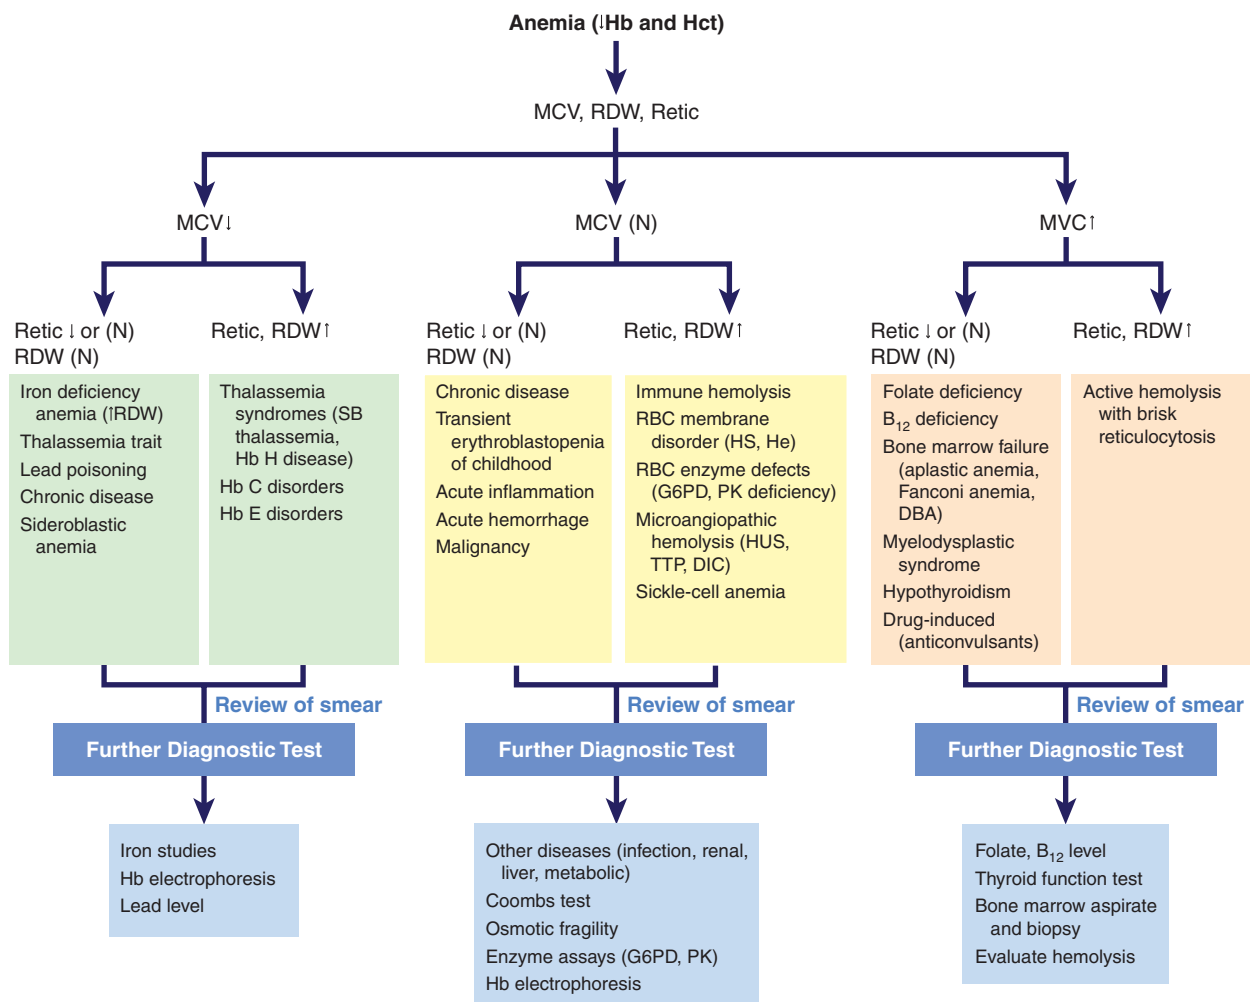 Anemia (↓Hb and Hct)
MCV, RDW, Retic
MCV↓
MCV (N)
MVC↑
Retic ↓ or (N)
RDW (N)
Retic, RDW↑
Retic ↓ or (N)
RDW (N)
Retic, RDW↑
Retic ↓ or (N)
RDW (N)
Retic, RDW↑
Iron deficiency
anemia (↑RDW)
Thalassemia trait
Lead poisoning
Chronic disease
Sideroblastic
anemia
Thalassemia
syndromes (SB
thalassemia,
Hb H disease)
Hb C disorders
Hb E disorders
Chronic disease
Transient
erythroblastopenia
of childhood
Acute inflammation
Acute hemorrhage
Malignancy
Immune hemolysis
RBC membrane
disorder (HS, He)
RBC enzyme defects
(G6PD, PK deficiency)
Microangiopathic
hemolysis (HUS,
TTP, DIC)
Sickle-cell anemia
Folate deficiency
B12 deficiency
Bone marrow failure
(aplastic anemia,
Fanconi anemia,
DBA)
Myelodysplastic
syndrome
Hypothyroidism
Drug-induced
(anticonvulsants)
Active hemolysis
with brisk
reticulocytosis
Review of smear
Review of smear
Review of smear
Further Diagnostic Test
Further Diagnostic Test
Further Diagnostic Test
Iron studies
Hb electrophoresis
Lead level
Other diseases (infection, renal,
liver, metabolic)
Coombs test
Osmotic fragility
Enzyme assays (G6PD, PK)
Hb electrophoresis
Folate, B12 level
Thyroid function test
Bone marrow aspirate
and biopsy
Evaluate hemolysis